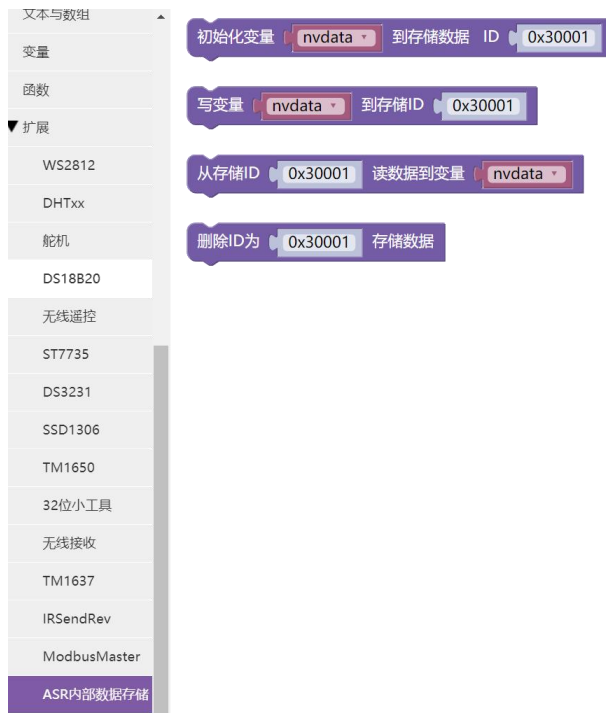 文本与数组
变量
函数
扩展
WS2812
DHTxx
舵机
DS18B20
无线遥控
ST7735
DS3231
SSD1306
TM1650
32位小工具
无线接收
TM1637
IRSendRev
ModbusMaster
ASR内部数据存储
初始化变量 nvdata 到存储数据 ID 0x30001
写变量 nvdata 到存储ID 0x30001
从存储ID 0x30001 读数据到变量 nvdata
删除ID为 0x30001 存储数据